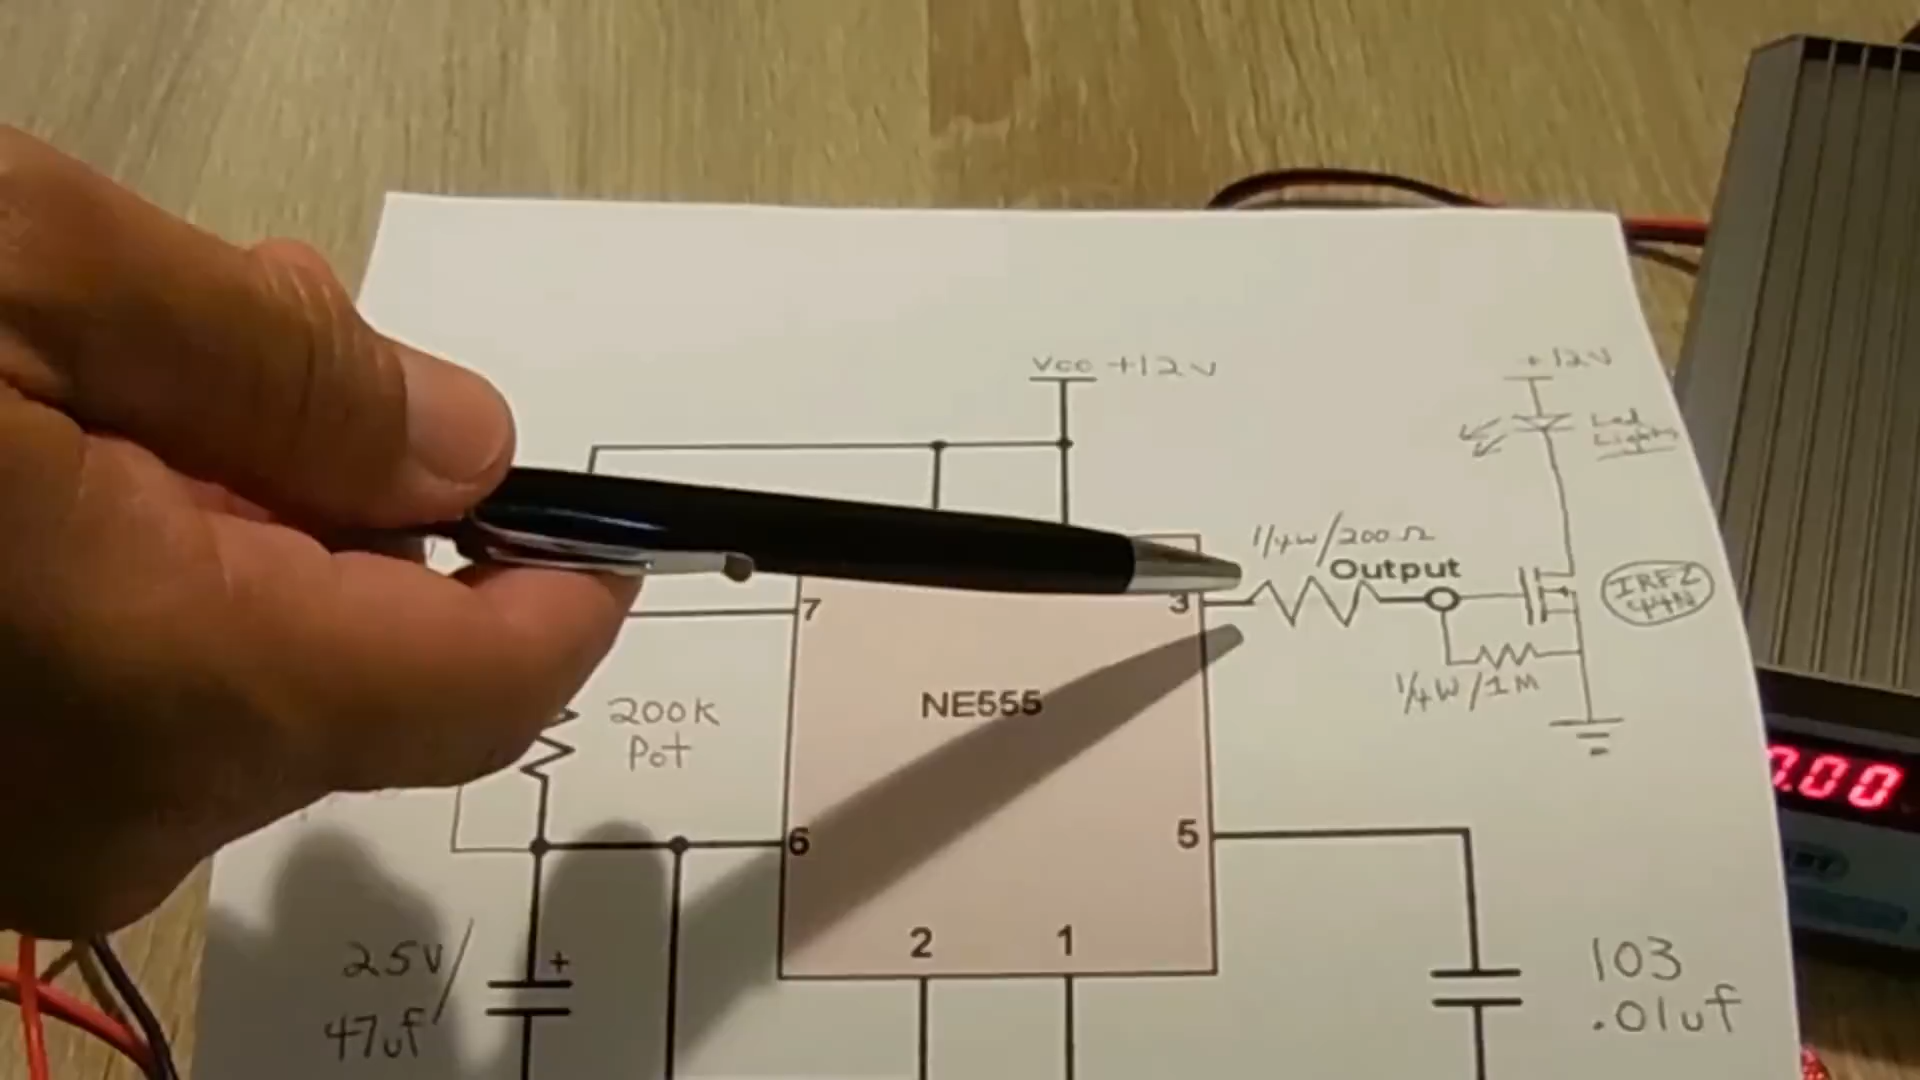 Vcc +12V
+12V
Led
Lights
1/4W/200Ω
Output
IRFZ
44N
7
3
1/4W/1M
NE555
200K
Pot
6
5
2
1
25V/
47uf
+
103
.01uf
0.00